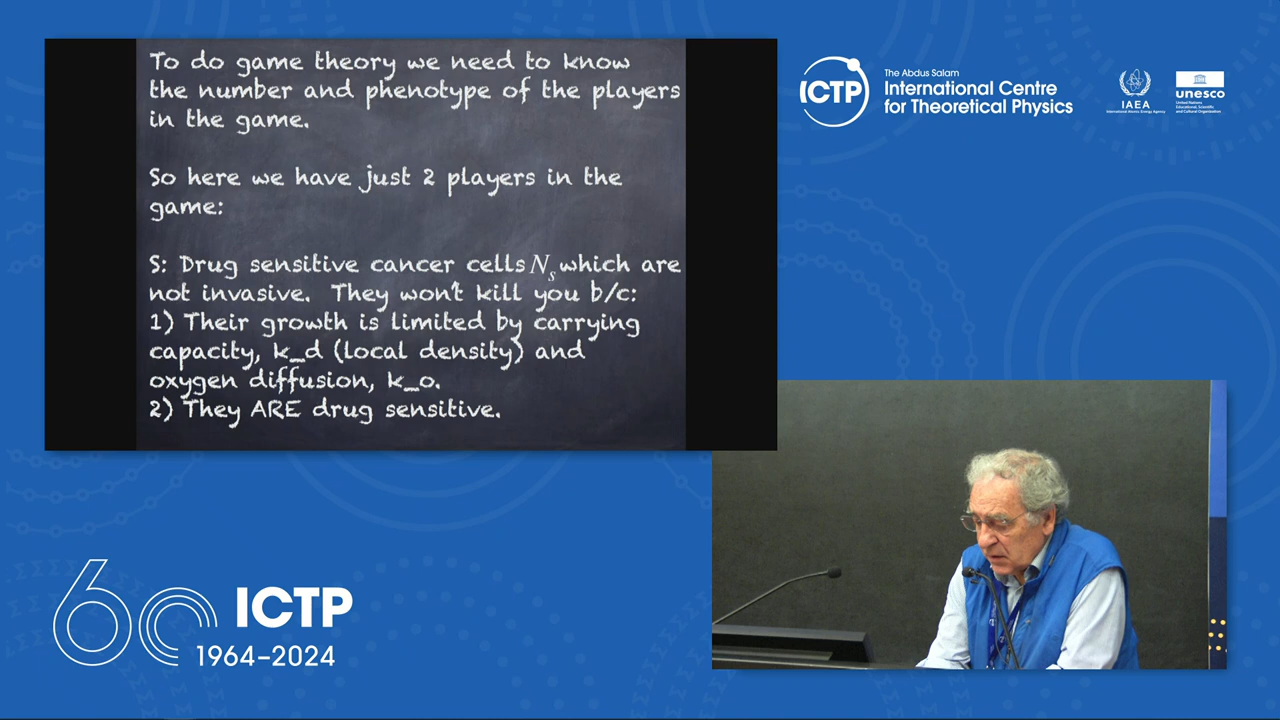 To do game theory we need to know
the number and phenotype of the players
in the game.
So here we have just 2 players in the
game:
S: Drug sensitive cancer cells Ns which are
not invasive. They won't kill you b/c:
1) Their growth is limited by carrying
capacity, k_d (local density) and
oxygen diffusion, k_o.
2) They ARE drug sensitive.
ICTP
The Abdus Salam
International Centre
for Theoretical Physics
IAEA
International Atomic Energy Agency
unesco
United Nations
Educational, Scientific
and Cultural Organization
60 ICTP
1964–2024